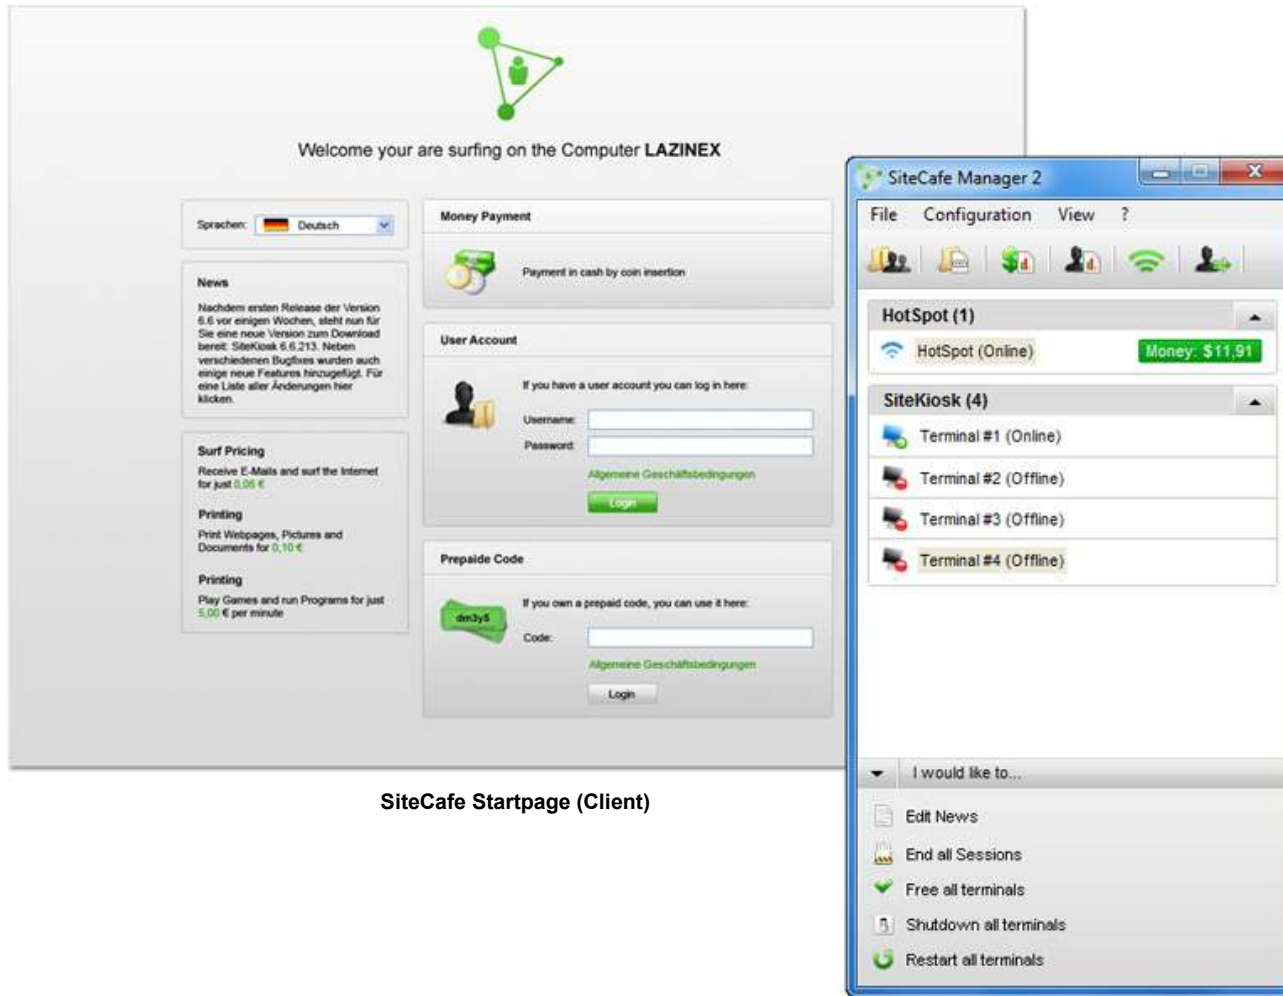 Welcome your are surfing on the Computer LAZINEX
Sprachen:
Deutsch
News
Nachdem ersten Release der Version
6.6 vor einigen Wochen, steht nun für
Sie eine neue Version zum Download
bereit: SiteKiosk 6.6.213. Neben
verschiedenen Bugfixes wurden auch
einige neue Features hinzugefügt. Für
eine Liste aller Änderungen hier
klicken.
Surf Pricing
Receive E-Mails and surf the Internet
for just €
Printing
Print Webpages, Pictures and
Documents for 0,10 €
Printing
Play Games and run Programs for just
5,00 € per minute
Money Payment
Payment in cash by coin insertion
User Account
If you have a user account you can log in here:
Username:
Password:
Allgemeine Geschäftsbedingungen
Login
Prepaide Code
dm3y5
If you own a prepaid code, you can use it here:
Code:
Allgemeine Geschäftsbedingungen
Login
SiteCafe Startpage (Client)
SiteCafe Manager 2
File Configuration View ?
HotSpot (1)
HotSpot (Online) Money: $11,91
SiteKiosk (4)
Terminal #1 (Online)
Terminal #2 (Offline)
Terminal #3 (Offline)
Terminal #4 (Offline)
I would like to...
Edit News
End all Sessions
Free all terminals
Shutdown all terminals
Restart all terminals